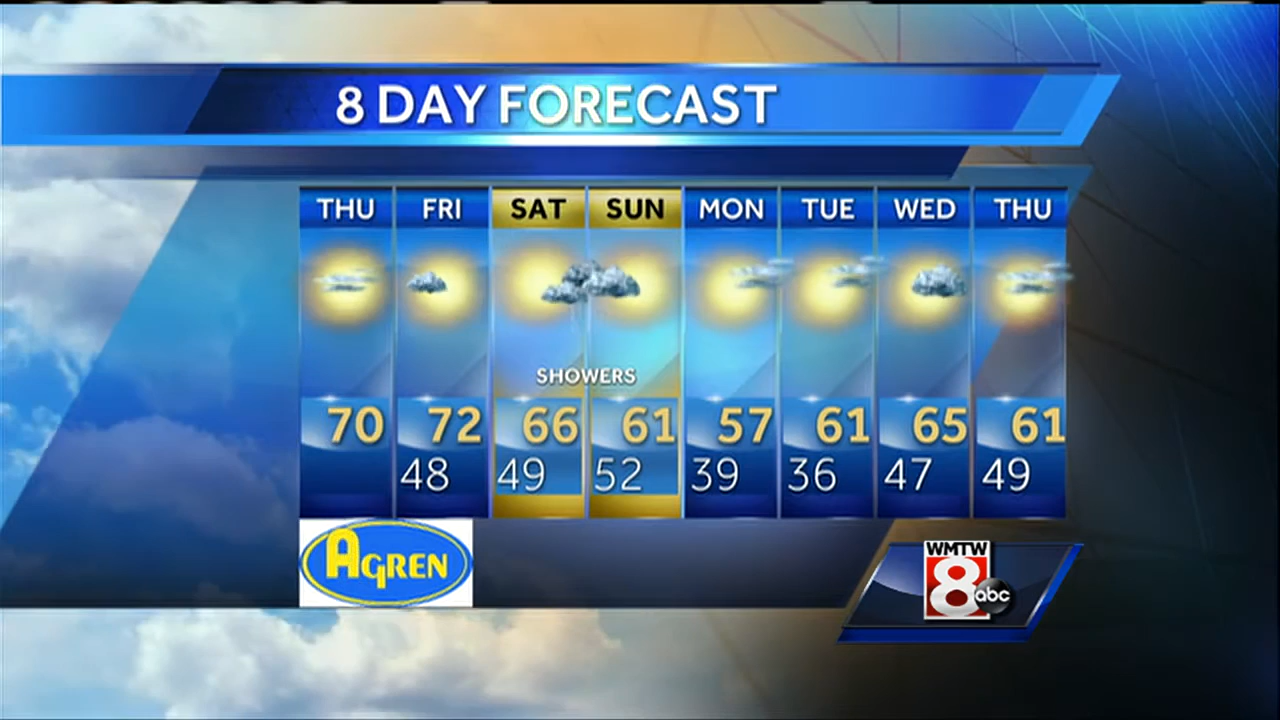 8 DAY FORECAST
THU FRI SAT SUN MON TUE WED THU
SHOWERS
70 72 66 61 57 61 65 61
48 49 52 39 36 47 49
AGREN
WMTW
8
abc